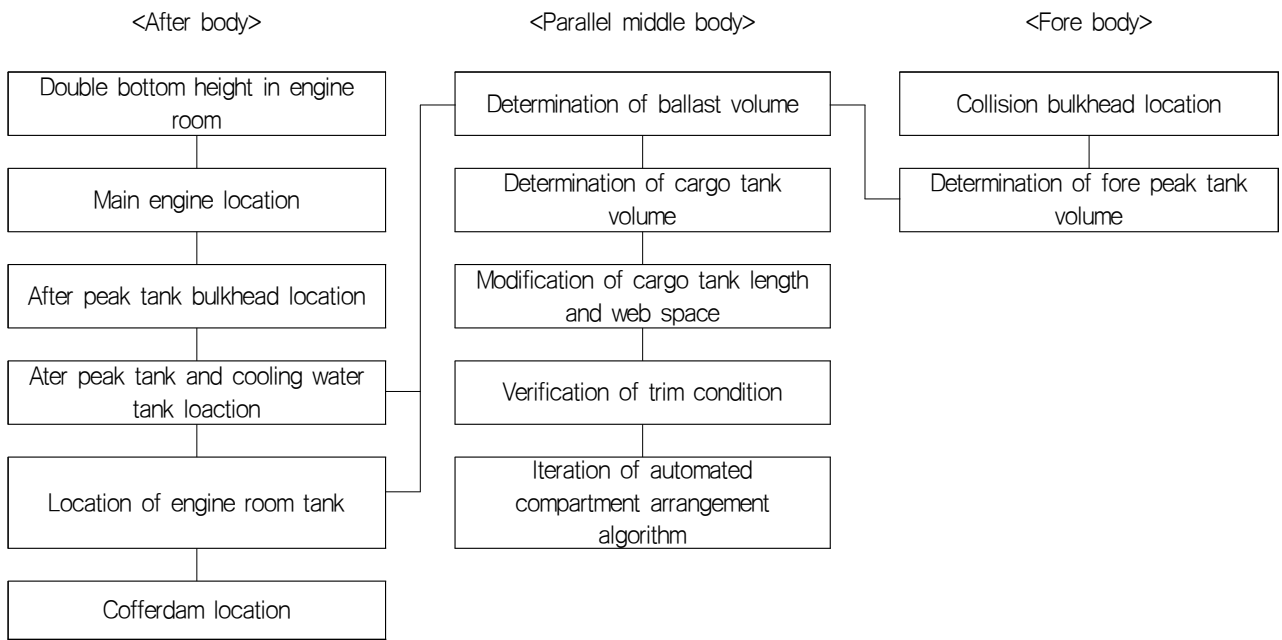 <After body>
Double bottom height in engine
room
Main engine location
After peak tank bulkhead location
Ater peak tank and cooling water
tank loaction
Location of engine room tank
Cofferdam location
<Parallel middle body>
Determination of ballast volume
Determination of cargo tank
volume
Modification of cargo tank length
and web space
Verification of trim condition
Iteration of automated
compartment arrangement
algorithm
<Fore body>
Collision bulkhead location
Determination of fore peak tank
volume